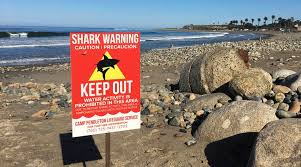 SHARK WARNING
CAUTION | PRECAUCIÓN
KEEP OUT
WATER ACTIVITY IS
PROHIBITED IN THIS AREA
CAMP PENDLETON LIFEGUARD SERVICE